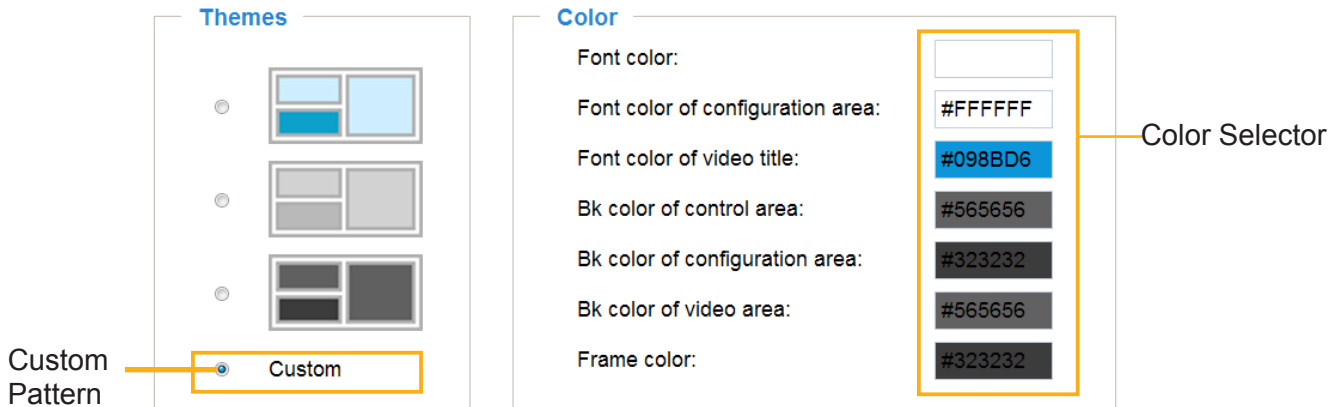 Themes
Custom
Custom
Pattern
Color
Font color:
Font color of configuration area: #FFFFFF
Font color of video title: #098BD6
Bk color of control area: #565656
Bk color of configuration area: #323232
Bk color of video area: #565656
Frame color: #323232
Color Selector